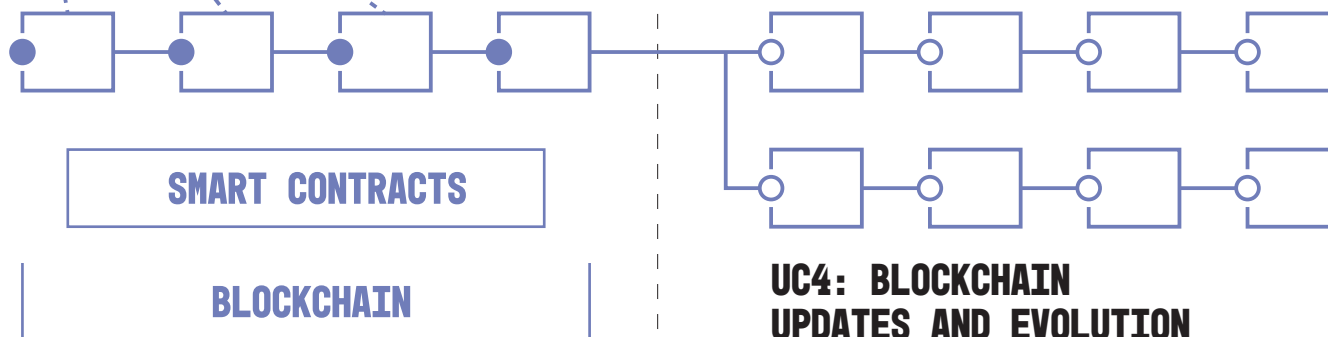 SMART CONTRACTS
BLOCKCHAIN
UC4: BLOCKCHAIN
UPDATES AND EVOLUTION